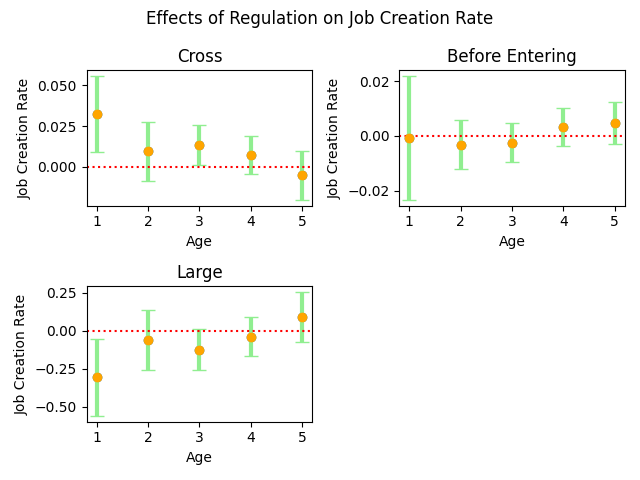 Effects of Regulation on Job Creation Rate
Cross
Job Creation Rate
0.050
0.025
0.000
1 2 3 4 5
Age
Before Entering
Job Creation Rate
0.02
0.00
−0.02
1 2 3 4 5
Age
Large
Job Creation Rate
0.25
0.00
−0.25
−0.50
1 2 3 4 5
Age